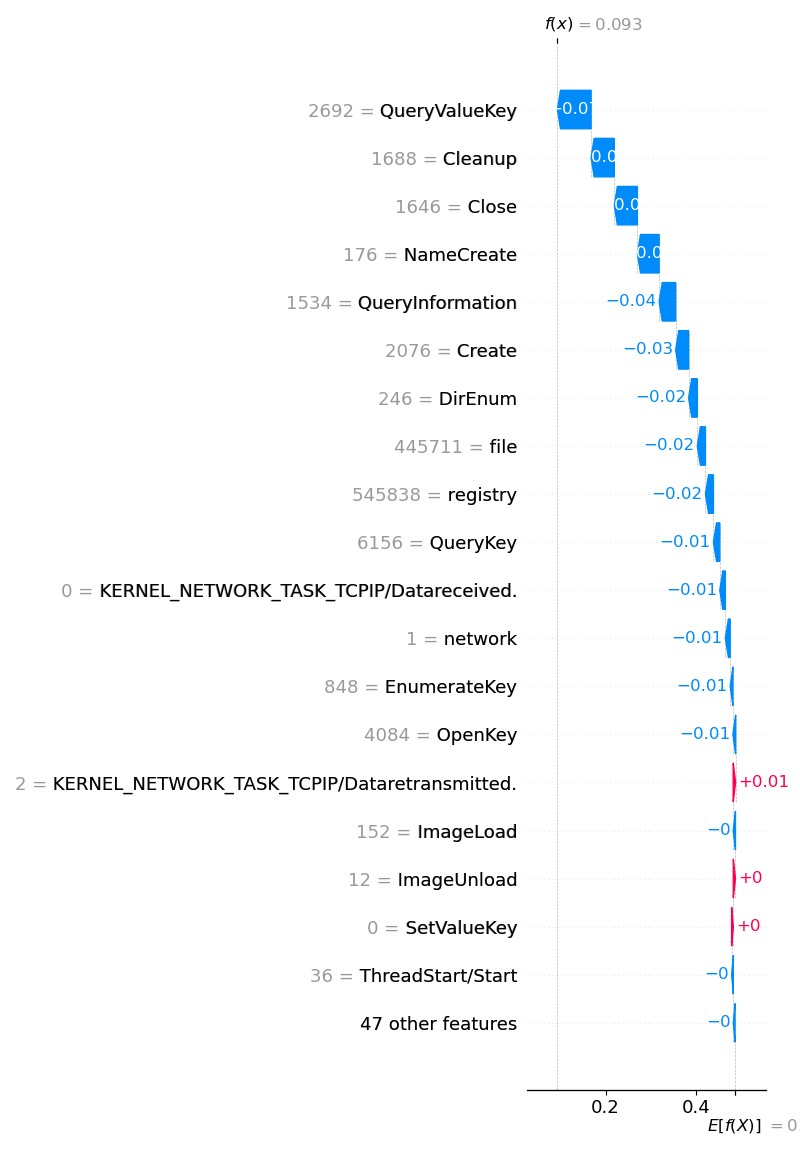 f(x) = 0.093
2692 = QueryValueKey
1688 = Cleanup
1646 = Close
176 = NameCreate
1534 = QueryInformation −0.04
2076 = Create −0.03
246 = DirEnum −0.02
445711 = file −0.02
545838 = registry −0.02
6156 = QueryKey −0.01
0 = KERNEL_NETWORK_TASK_TCPIP/Datareceived. −0.01
1 = network −0.01
848 = EnumerateKey −0.01
4084 = OpenKey −0.01
2 = KERNEL_NETWORK_TASK_TCPIP/Dataretransmitted. +0.01
152 = ImageLoad −0
12 = ImageUnload +0
0 = SetValueKey +0
36 = ThreadStart/Start −0
47 other features −0
0.2 0.4
E[f(X)] = 0.